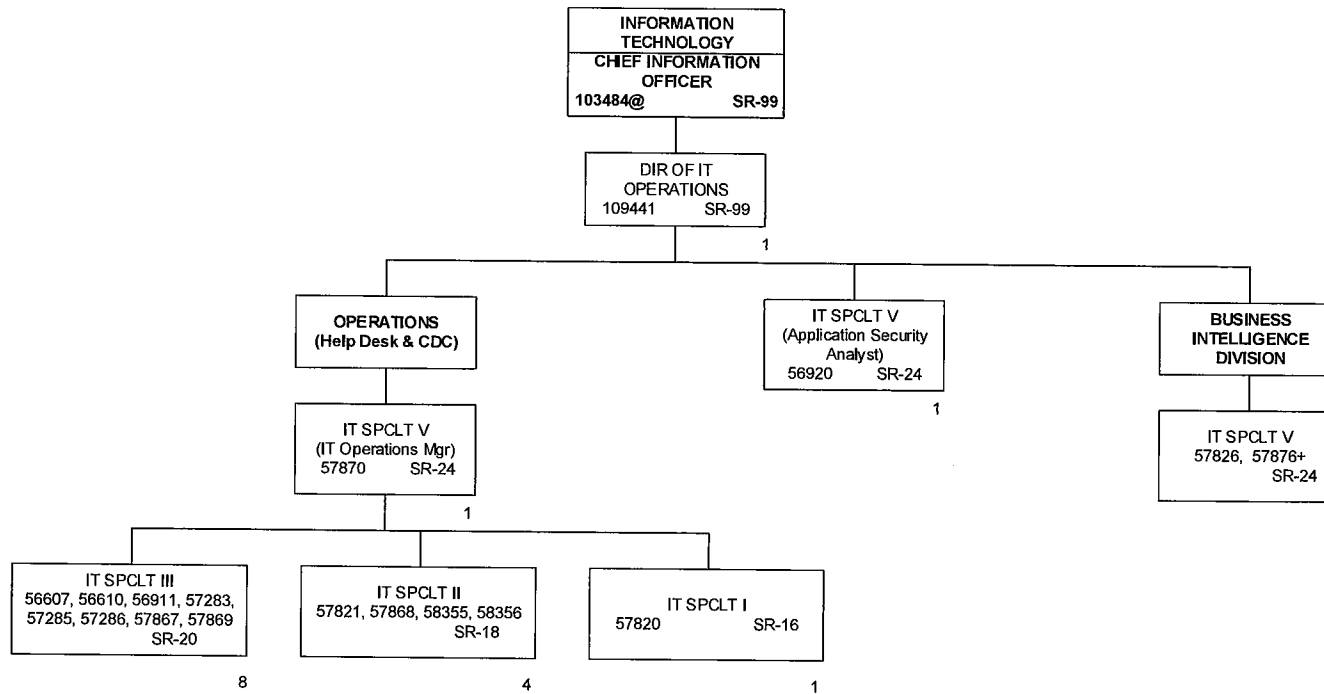 INFORMATION
TECHNOLOGY
CHIEF INFORMATION
OFFICER
103484@ SR-99
DIR OF IT
OPERATIONS
109441 SR-99
1
OPERATIONS
(Help Desk & CDC)
IT SPCLT V
(Application Security
Analyst)
56920 SR-24
1
BUSINESS
INTELLIGENCE
DIVISION
IT SPCLT V
(IT Operations Mgr)
57870 SR-24
1
IT SPCLT V
57826, 57876+
SR-24
IT SPCLT III
56607, 56610, 56911, 57283,
57285, 57286, 57867, 57869
SR-20
8
IT SPCLT II
57821, 57868, 58355, 58356
SR-18
4
IT SPCLT I
57820 SR-16
1